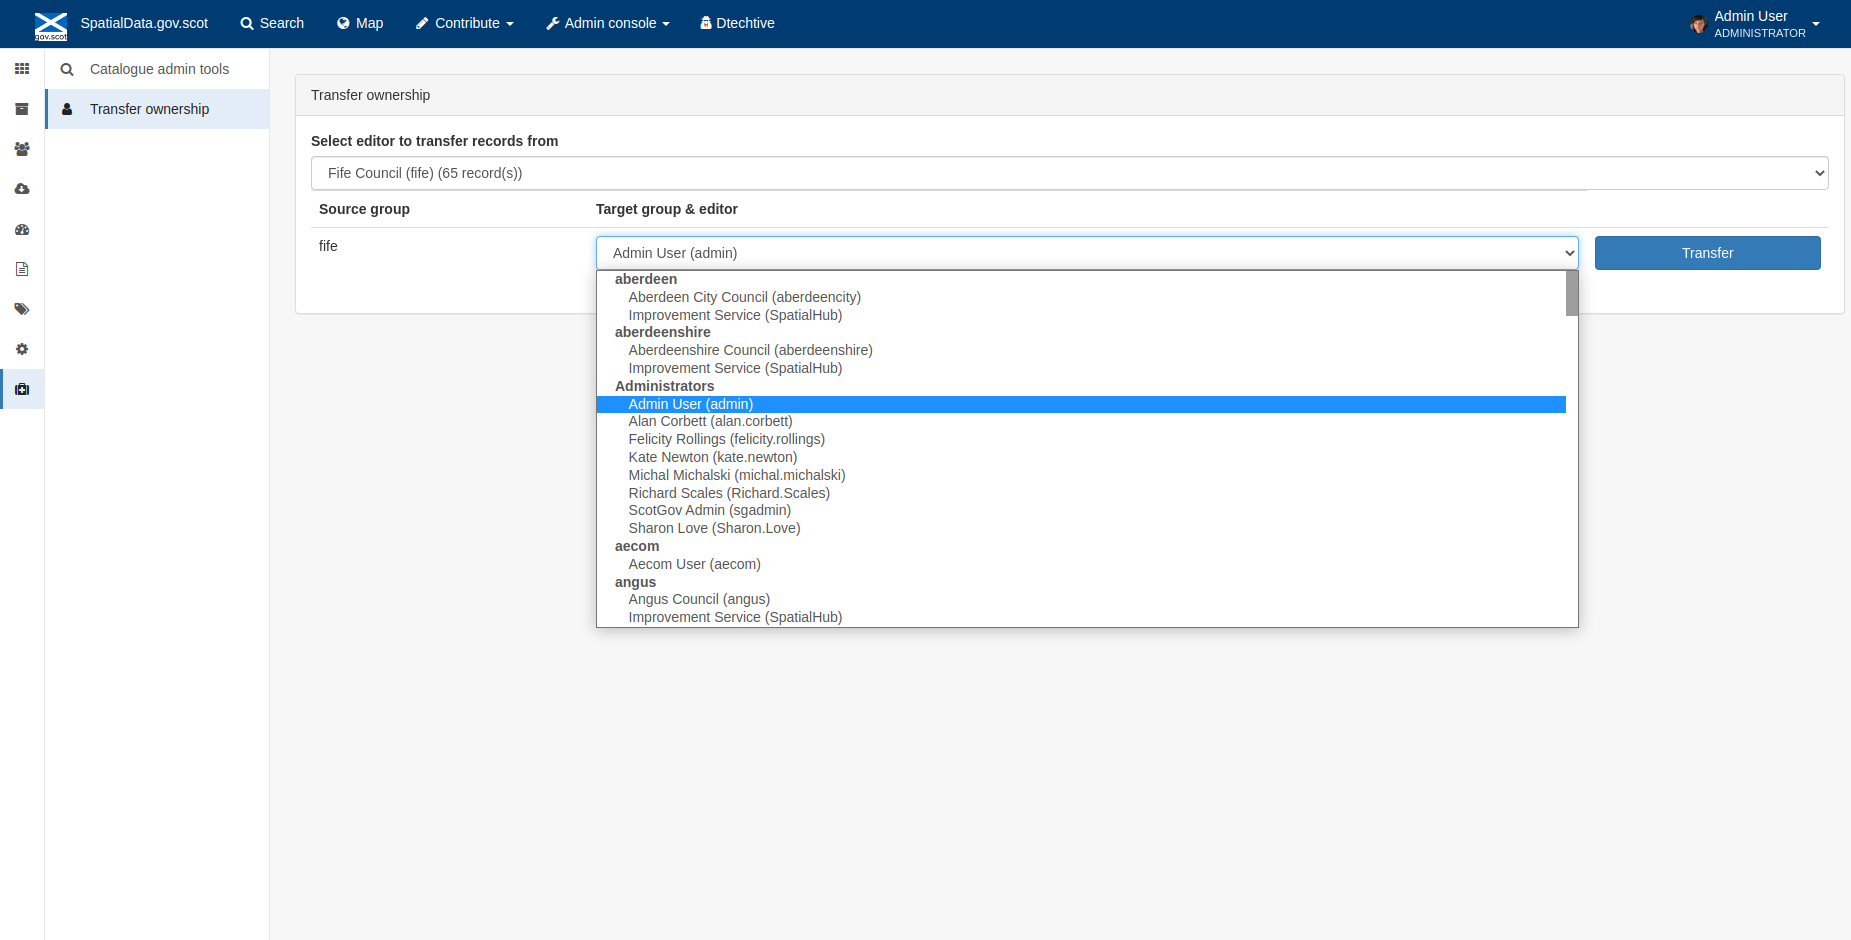 gov.scot
SpatialData.gov.scot
Search
Map
Contribute
Admin console
Dtechtive
Admin User
ADMINISTRATOR
Catalogue admin tools
Transfer ownership
Transfer ownership
Select editor to transfer records from
Fife Council (fife) (65 record(s))
Source group
Target group & editor
fife
Admin User (admin)
Transfer
aberdeen
Aberdeen City Council (aberdeencity)
Improvement Service (SpatialHub)
aberdeenshire
Aberdeenshire Council (aberdeenshire)
Improvement Service (SpatialHub)
Administrators
Admin User (admin)
Alan Corbett (alan.corbett)
Felicity Rollings (felicity.rollings)
Kate Newton (kate.newton)
Michal Michalski (michal.michalski)
Richard Scales (Richard.Scales)
ScotGov Admin (sgadmin)
Sharon Love (Sharon.Love)
aecom
Aecom User (aecom)
angus
Angus Council (angus)
Improvement Service (SpatialHub)